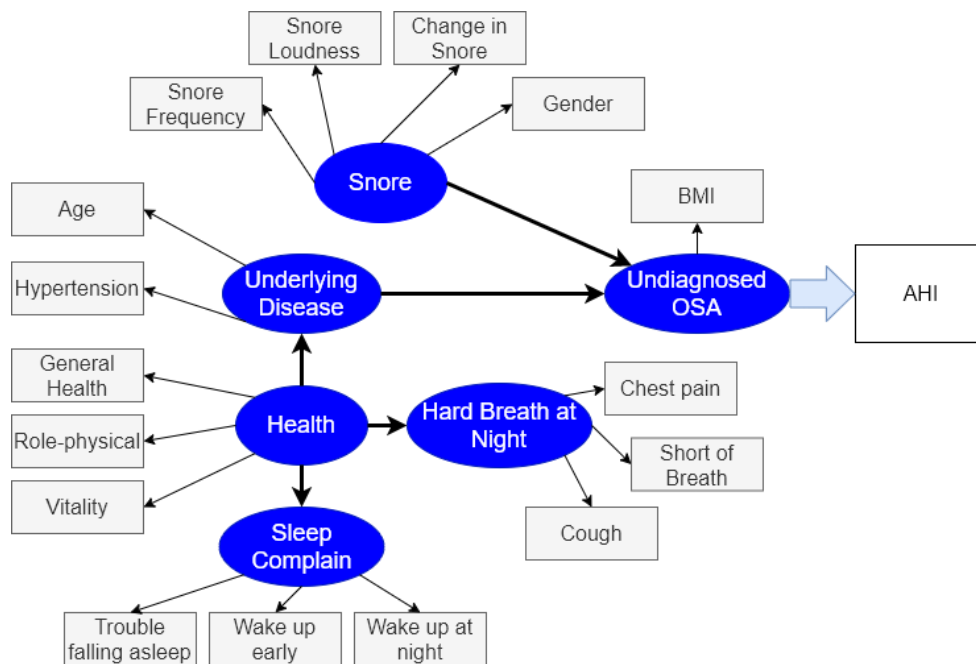 Snore
Loudness
Change in
Snore
Snore
Frequency
Gender
Snore
Age
BMI
Underlying
Disease
Undiagnosed
OSA
AHI
Hypertension
General
Health
Chest pain
Health
Hard Breath at
Night
Role-physical
Short of
Breath
Vitality
Cough
Sleep
Complain
Trouble
falling asleep
Wake up
early
Wake up at
night